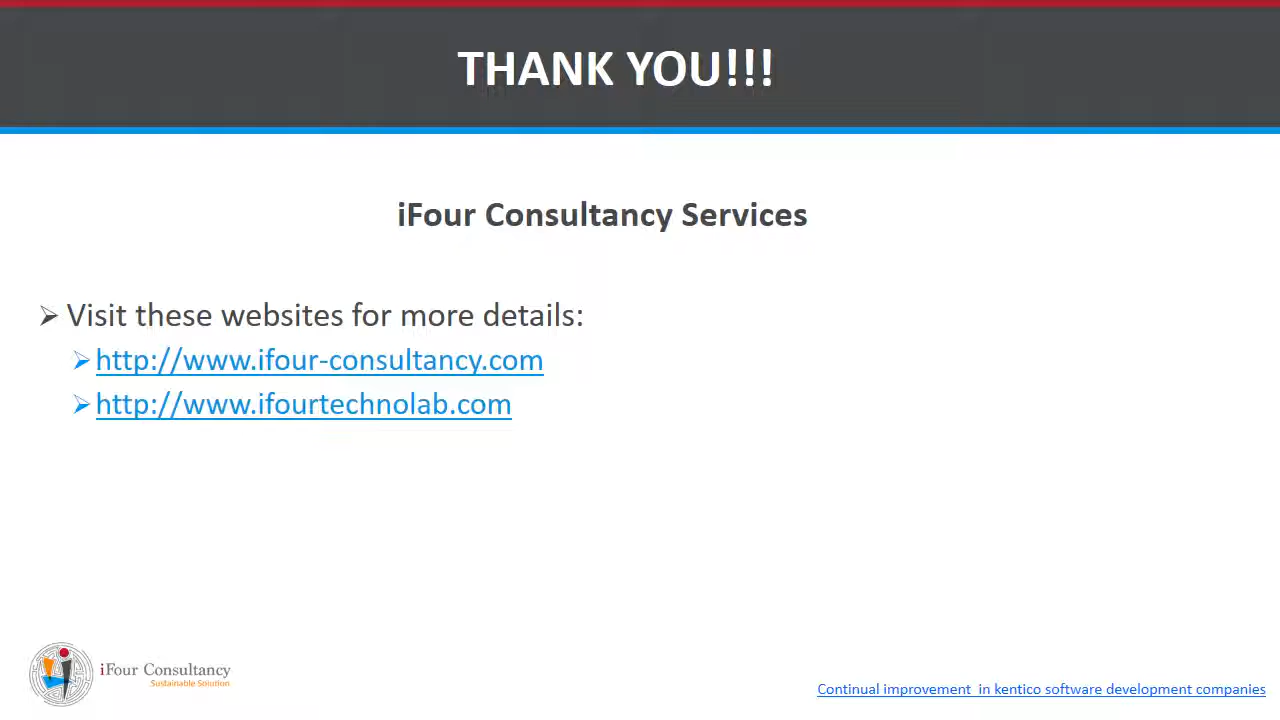 THANK YOU!!!
iFour Consultancy Services
Visit these websites for more details:
http://www.ifour-consultancy.com
http://www.ifourtechnolab.com
iFour Consultancy
Sustainable Solution
Continual improvement  in kentico software development companies